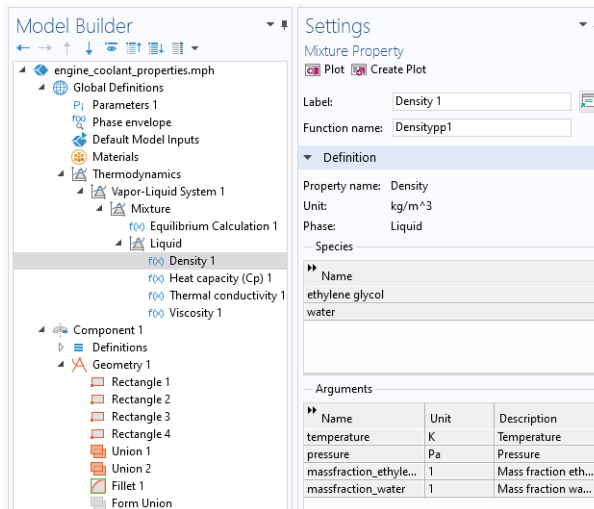 Model Builder
engine_coolant_properties.mph
Global Definitions
Pi Parameters 1
f(x) Phase envelope
Default Model Inputs
Materials
Thermodynamics
Vapor-Liquid System 1
Mixture
f(x) Equilibrium Calculation 1
Liquid
f(x) Density 1
f(x) Heat capacity (Cp) 1
f(x) Thermal conductivity 1
f(x) Viscosity 1
Component 1
Definitions
Geometry 1
Rectangle 1
Rectangle 2
Rectangle 3
Rectangle 4
Union 1
Union 2
Fillet 1
Form Union
Settings
Mixture Property
Plot Create Plot
Label: Density 1
Function name: Densitypp1
Definition
Property name: Density
Unit: kg/m^3
Phase: Liquid
Species
Name
ethylene glycol
water
Arguments
Name Unit Description
temperature K Temperature
pressure Pa Pressure
massfraction_ethyle... 1 Mass fraction eth...
massfraction_water 1 Mass fraction wa...